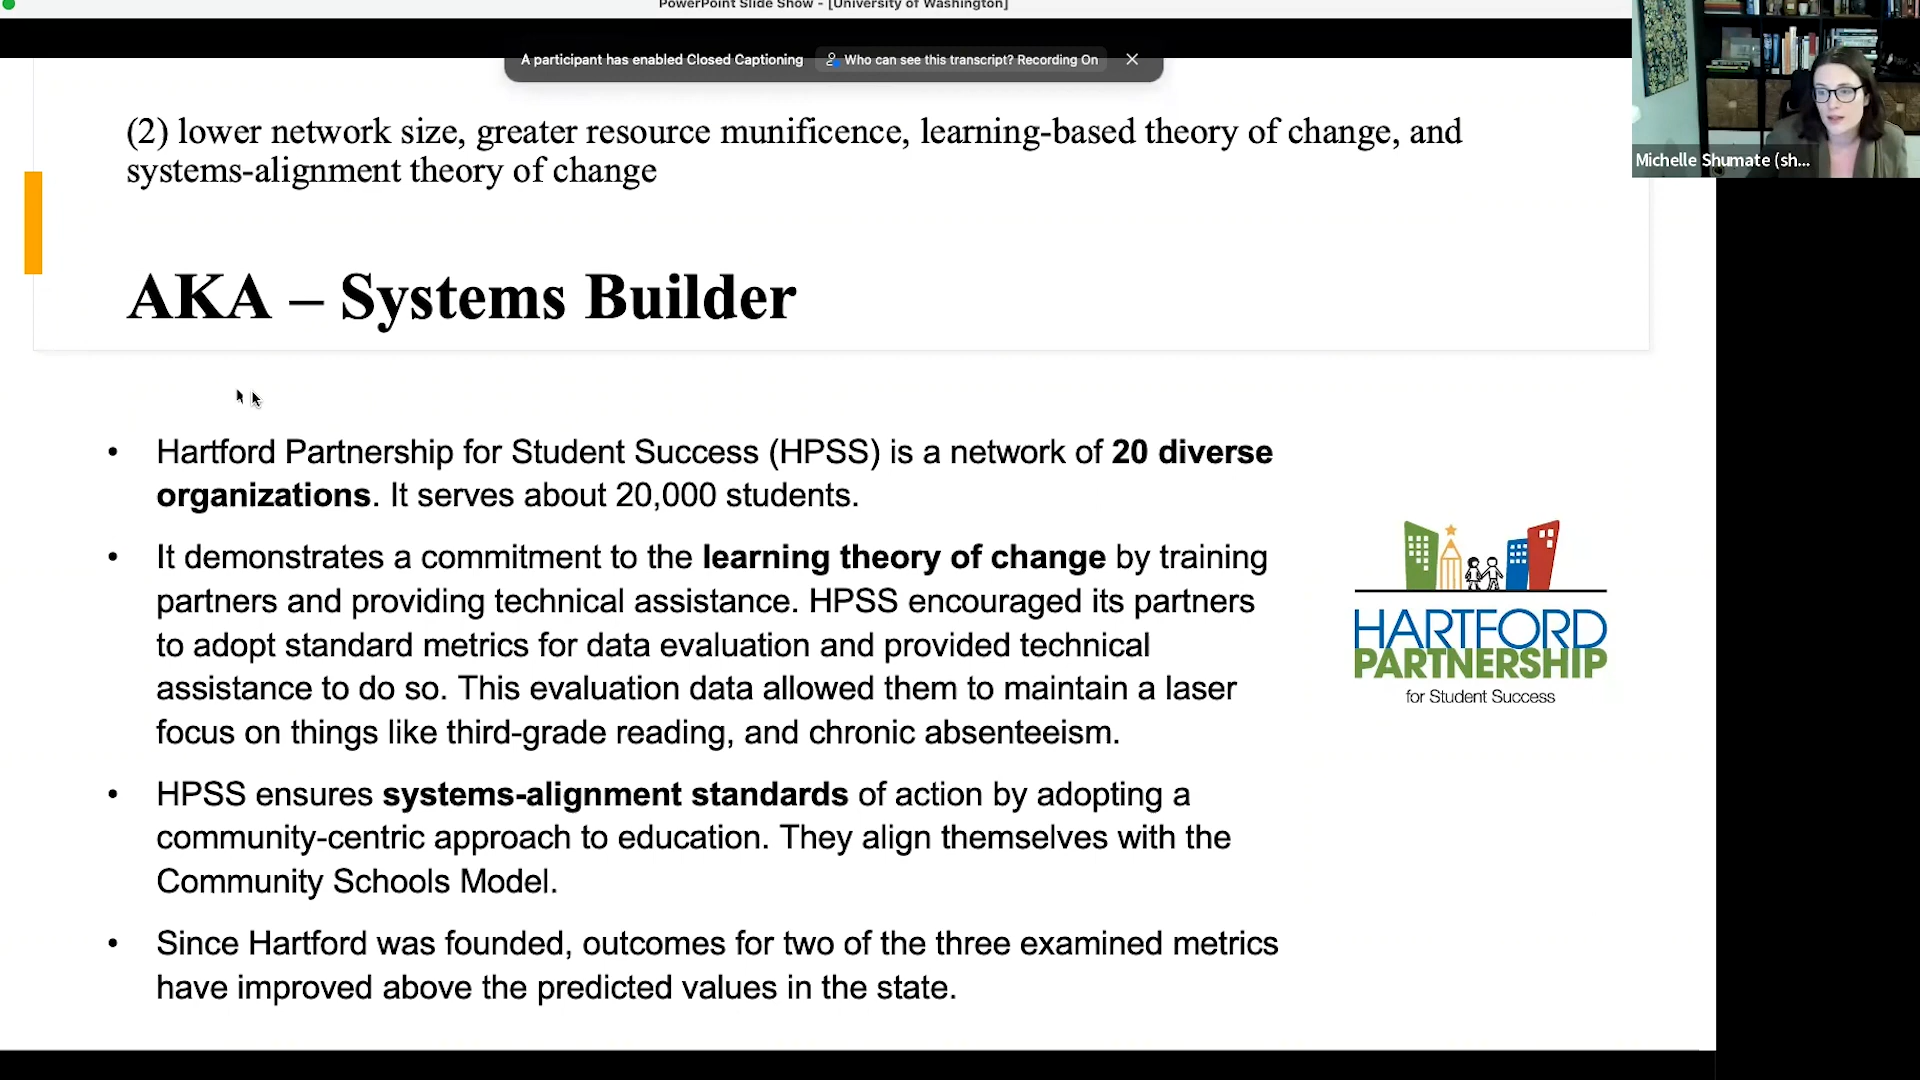 PowerPoint Slide Show - [University of Washington]
A participant has enabled Closed Captioning
Who can see this transcript? Recording On
Michelle Shumate (sh...
(2) lower network size, greater resource munificence, learning-based theory of change, and
systems-alignment theory of change
AKA – Systems Builder
• Hartford Partnership for Student Success (HPSS) is a network of 20 diverse
organizations. It serves about 20,000 students.
• It demonstrates a commitment to the learning theory of change by training
partners and providing technical assistance. HPSS encouraged its partners
to adopt standard metrics for data evaluation and provided technical
assistance to do so. This evaluation data allowed them to maintain a laser
focus on things like third-grade reading, and chronic absenteeism.
• HPSS ensures systems-alignment standards of action by adopting a
community-centric approach to education. They align themselves with the
Community Schools Model.
• Since Hartford was founded, outcomes for two of the three examined metrics
have improved above the predicted values in the state.
HARTFORD
PARTNERSHIP
for Student Success